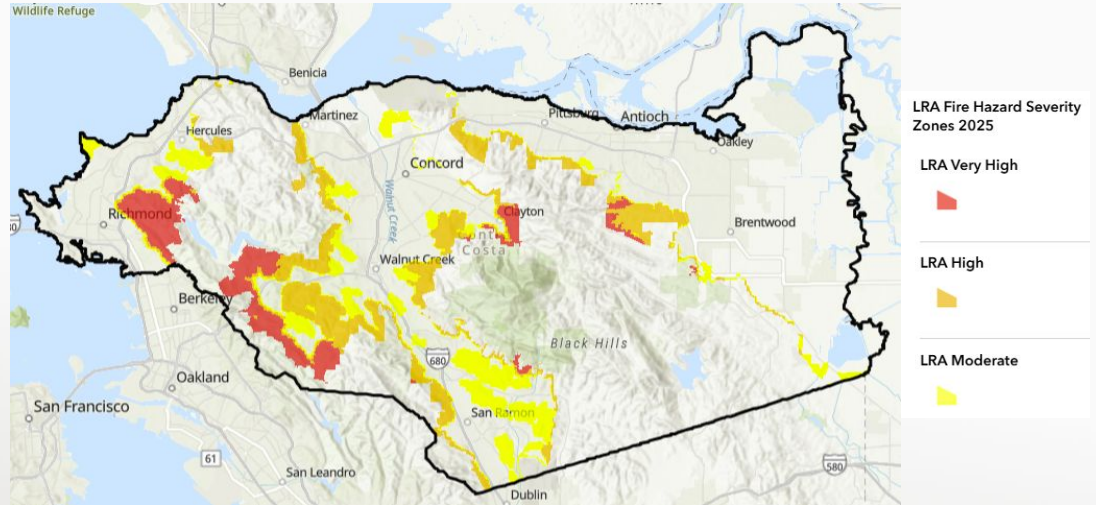 Wildlife Refuge
Benicia
Martinez
Hercules
Pittsburg
Antioch
Oakley
Concord
Richmond
Clayton
Brentwood
Walnut Creek
Costa
Walnut Creek
80
Berkeley
Black Hills
680
Oakland
San Francisco
San Ramon
61
San Leandro
580
Dublin
LRA Fire Hazard Severity
Zones 2025
LRA Very High
LRA High
LRA Moderate